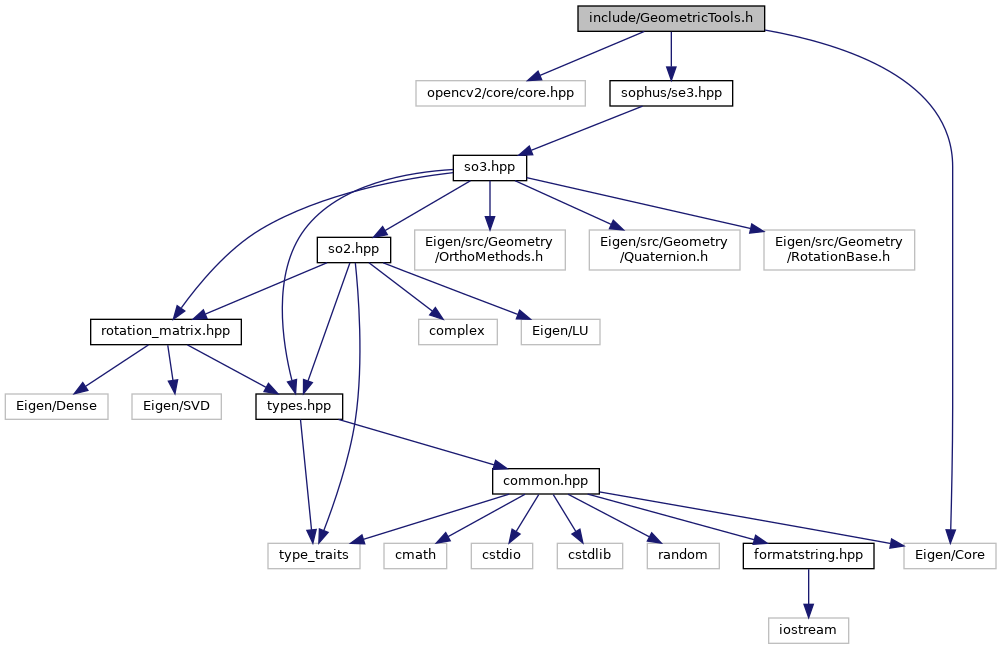 include/GeometricTools.h
opencv2/core/core.hpp
sophus/se3.hpp
so3.hpp
so2.hpp
Eigen/src/Geometry
/OrthoMethods.h
Eigen/src/Geometry
/Quaternion.h
Eigen/src/Geometry
/RotationBase.h
rotation_matrix.hpp
complex
Eigen/LU
Eigen/Dense
Eigen/SVD
types.hpp
common.hpp
type_traits
cmath
cstdio
cstdlib
random
formatstring.hpp
Eigen/Core
iostream